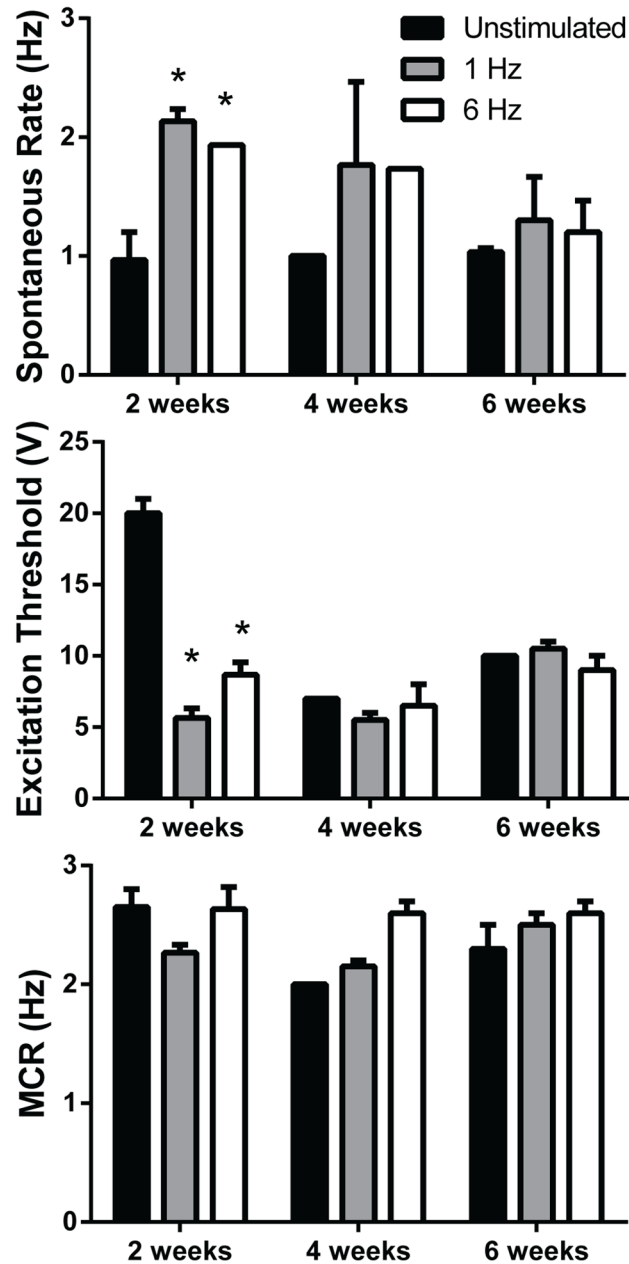 Spontaneous Rate (Hz)
3
2
1
0
Unstimulated
1 Hz
6 Hz
* *
2 weeks 4 weeks 6 weeks
Excitation Threshold (V)
25
20
15
10
5
0
* *
2 weeks 4 weeks 6 weeks
MCR (Hz)
3
2
1
0
2 weeks 4 weeks 6 weeks